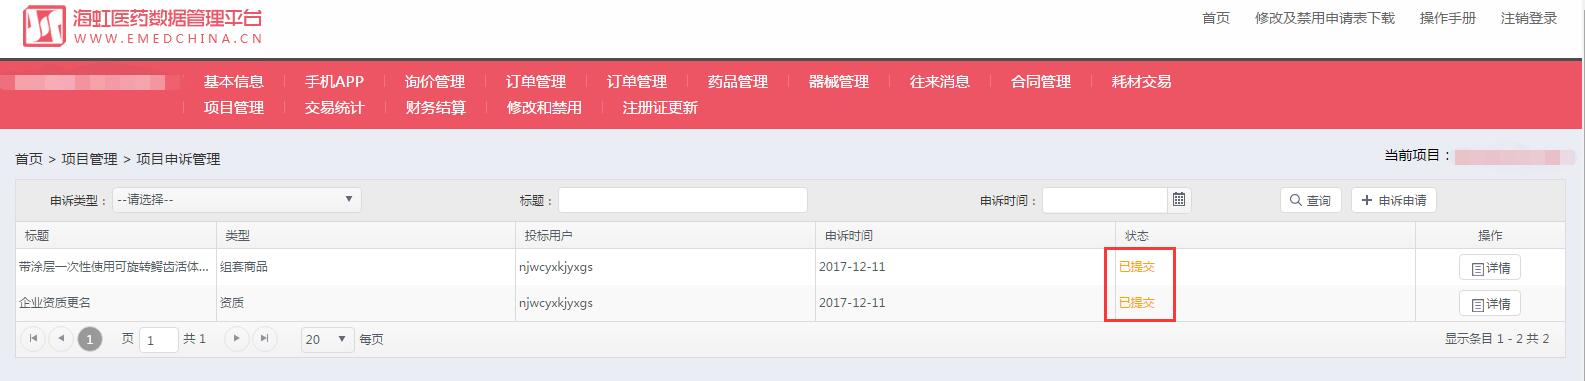 海虹医药数据管理平台
WWW.EMEDCHINA.CN
首页 修改及禁用申请表下载 操作手册 注销登录
基本信息 手机APP 询价管理 订单管理 订单管理 药品管理 器械管理 往来消息 合同管理 耗材交易
项目管理 交易统计 财务结算 修改和禁用 注册证更新
首页 > 项目管理 > 项目申诉管理 当前项目：
申诉类型： --请选择-- 标题： 申诉时间： 查询 申诉申请
标题 类型 投标用户 申诉时间 状态 操作
带涂层一次性使用可旋转鳄齿活体... 组套商品 njwcyxkjyxgs 2017-12-11 已提交 详情
企业资质更名 资质 njwcyxkjyxgs 2017-12-11 已提交 详情
1 页 1 共 1 20 每页 显示条目 1 - 2 共 2